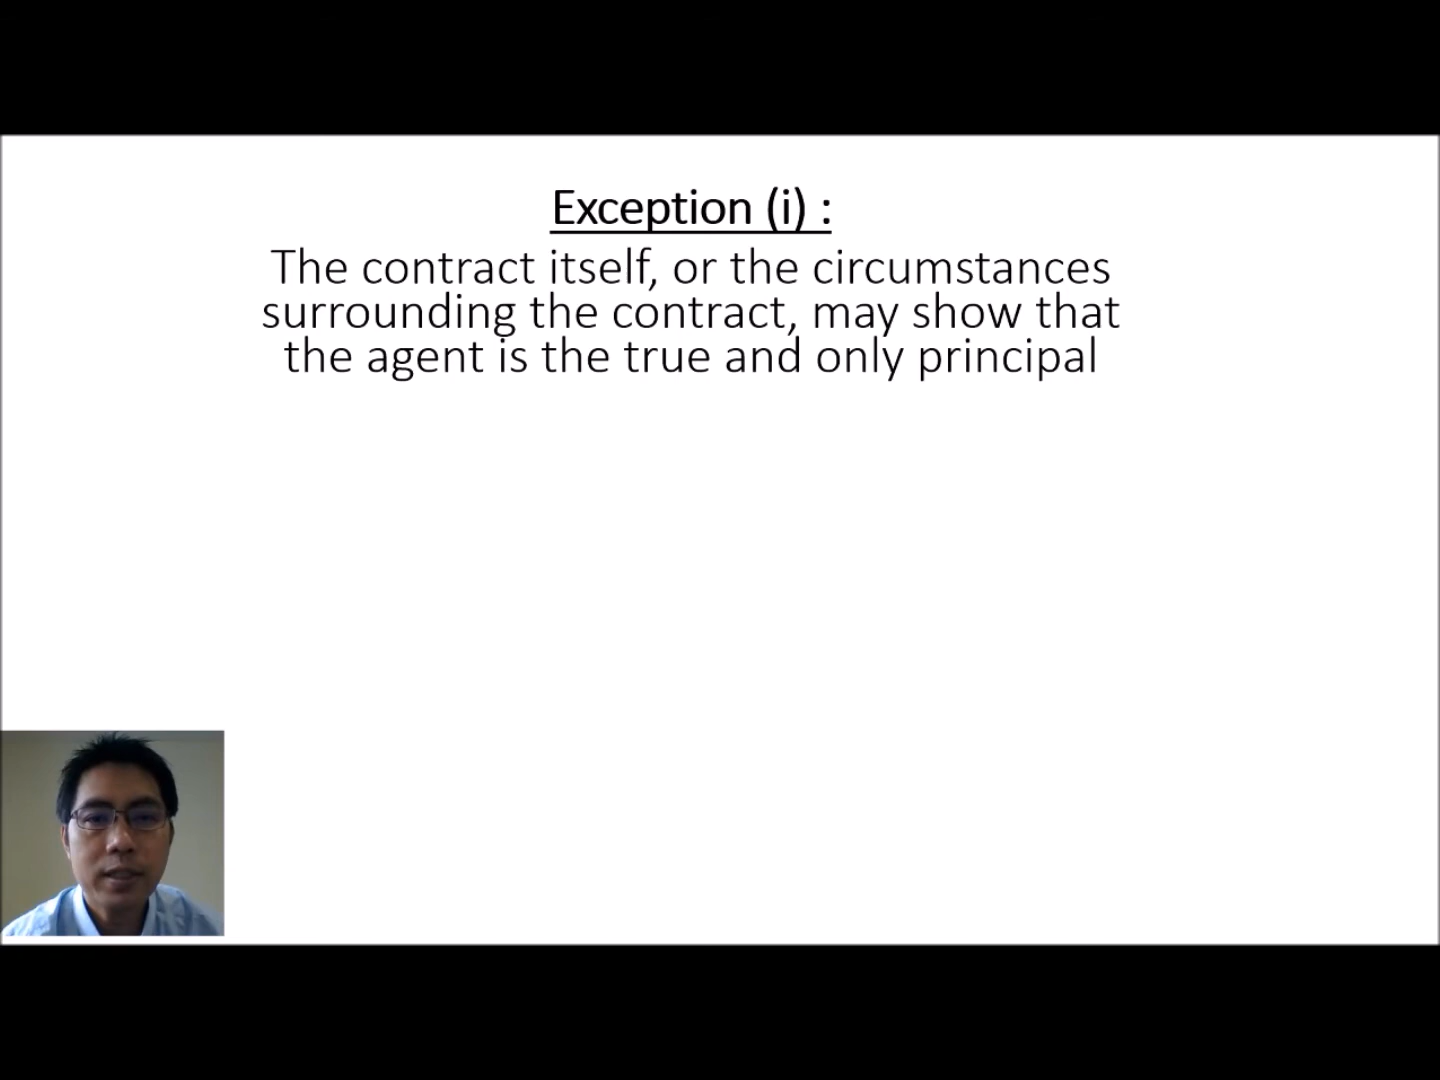 Exception (i) :
The contract itself, or the circumstances
surrounding the contract, may show that
the agent is the true and only principal